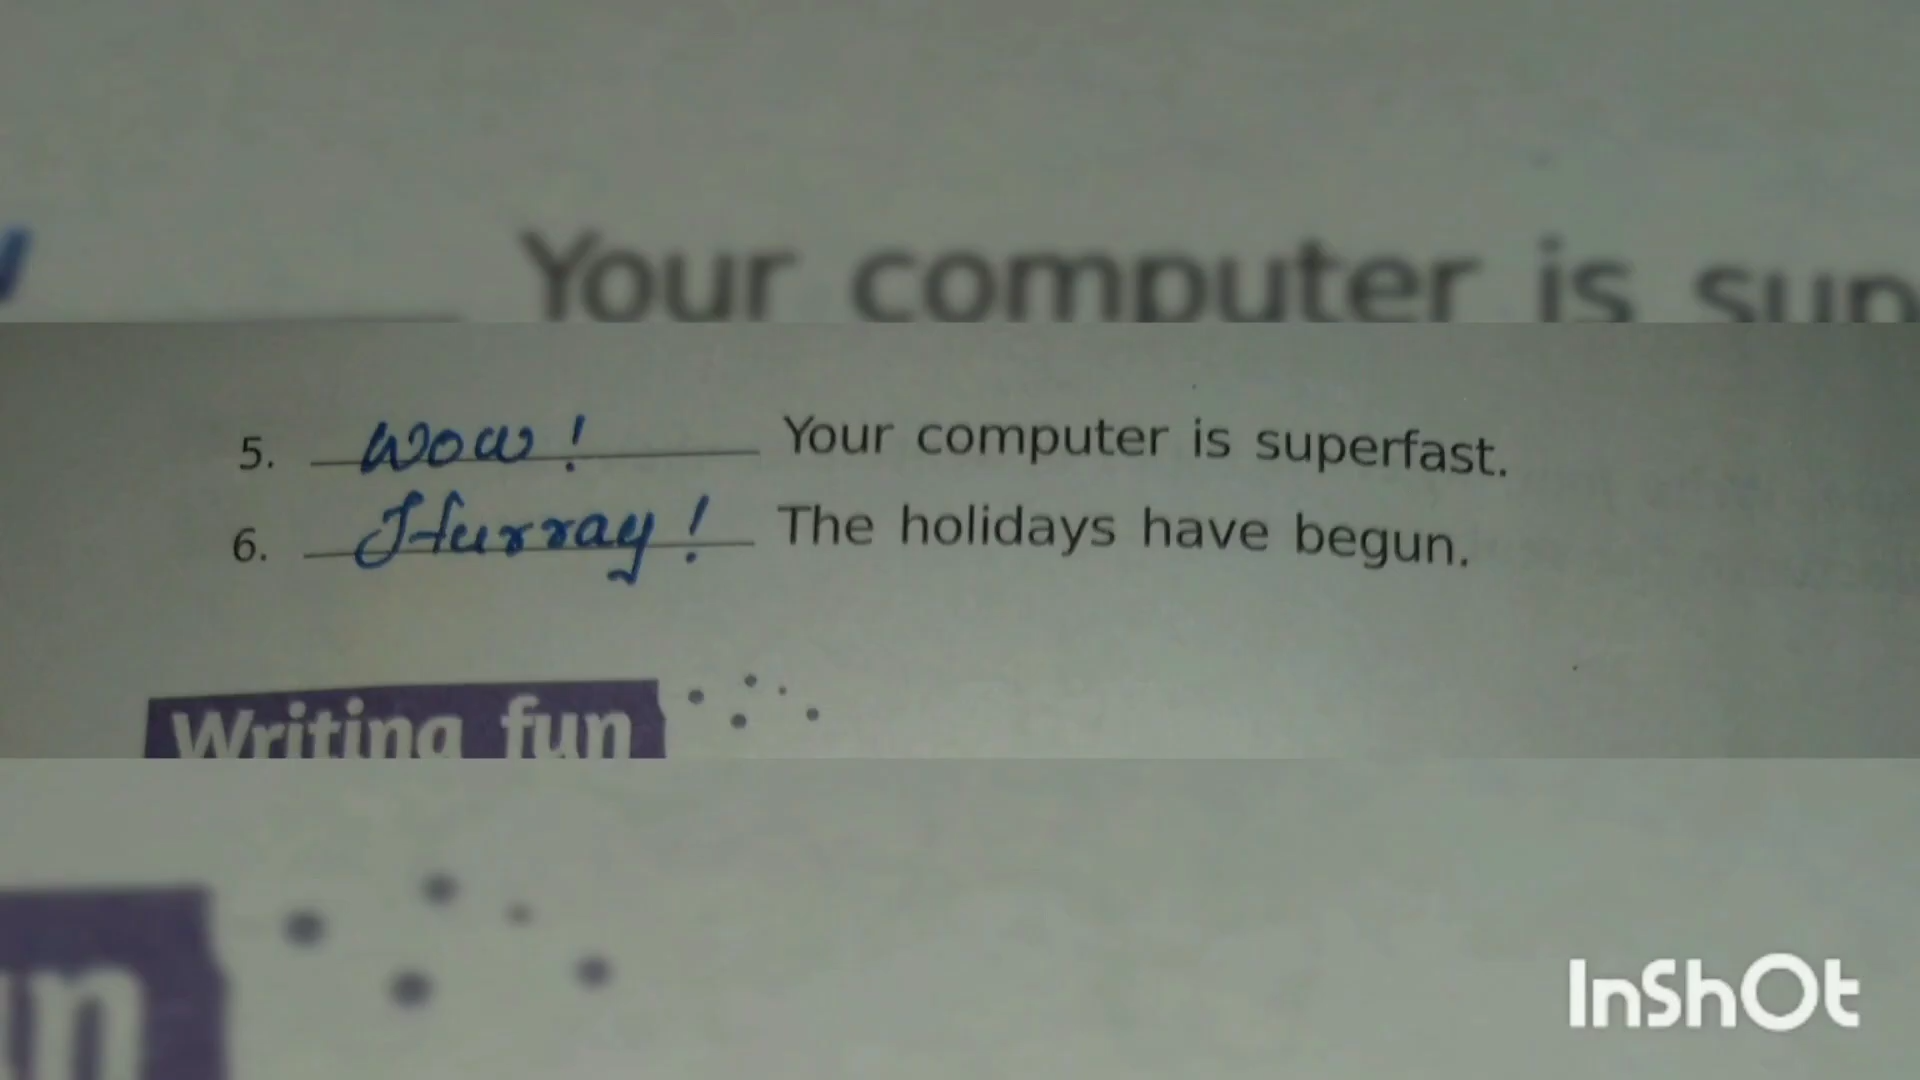 Your computer is sup
5. Wow! Your computer is superfast.
6. Hurray! The holidays have begun.
Writing fun
un
InShOt